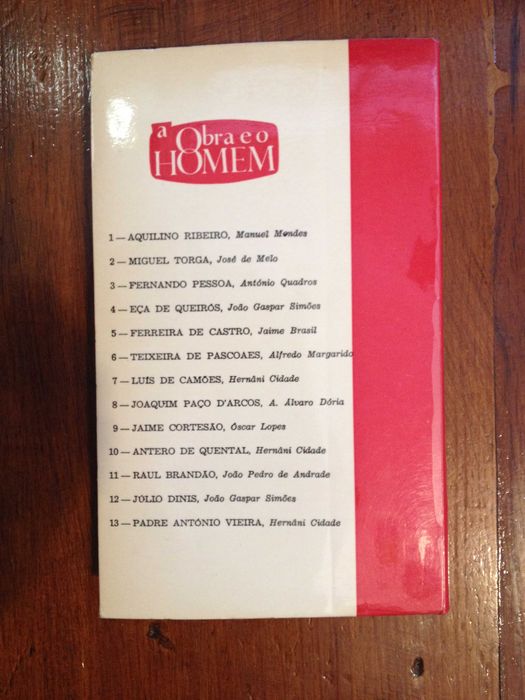 a Obra e o
HOMEM
1 — AQUILINO RIBEIRO, Manuel Mendes
2 — MIGUEL TORGA, José de Melo
3 — FERNANDO PESSOA, António Quadros
4 — EÇA DE QUEIRÓS, João Gaspar Simões
5 — FERREIRA DE CASTRO, Jaime Brasil
6 — TEIXEIRA DE PASCOAES, Alfredo Margarido
7 — LUÍS DE CAMÕES, Hernâni Cidade
8 — JOAQUIM PAÇO D'ARCOS, A. Álvaro Dória
9 — JAIME CORTESÃO, Óscar Lopes
10 — ANTERO DE QUENTAL, Hernâni Cidade
11 — RAUL BRANDÃO, João Pedro de Andrade
12 — JÚLIO DINIS, João Gaspar Simões
13 — PADRE ANTÓNIO VIEIRA, Hernâni Cidade